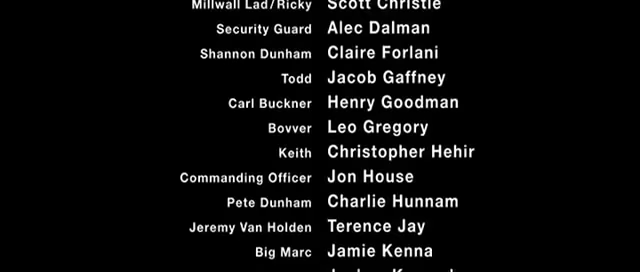 Millwall Lad/Ricky Scott Christie
Security Guard Alec Dalman
Shannon Dunham Claire Forlani
Todd Jacob Gaffney
Carl Buckner Henry Goodman
Bovver Leo Gregory
Keith Christopher Hehir
Commanding Officer Jon House
Pete Dunham Charlie Hunnam
Jeremy Van Holden Terence Jay
Big Marc Jamie Kenna